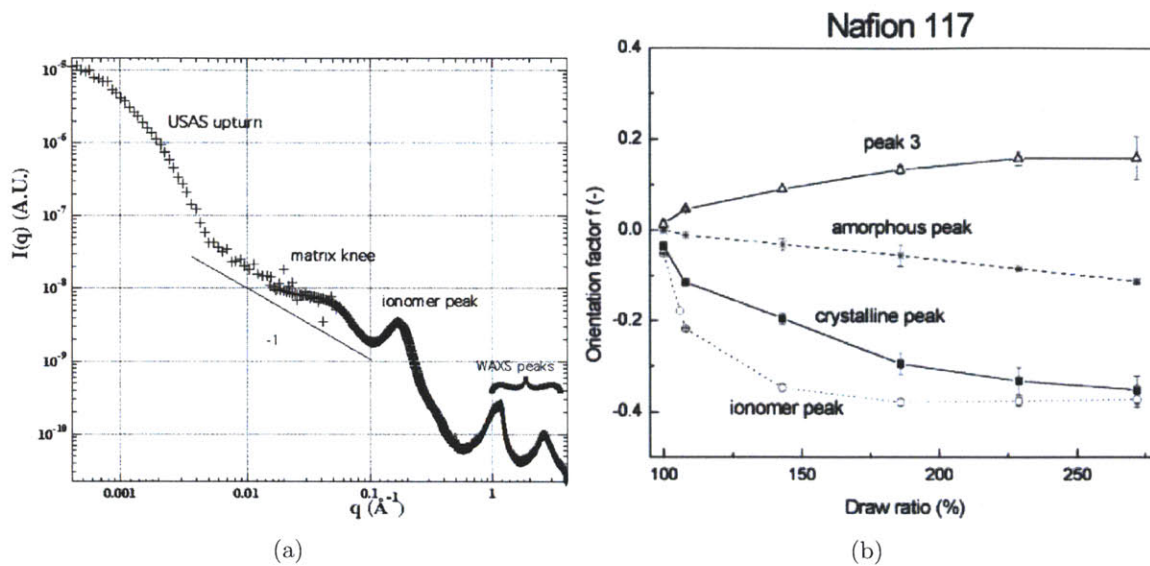 10⁻⁵
10⁻⁶
10⁻⁷
10⁻⁸
10⁻⁹
10⁻¹⁰
I(q) (A.U.)
USAS upturn
matrix knee
ionomer peak
-1
WAXS peaks
0.001
0.01
0.1
1
q (Å⁻¹)
(a)
Nafion 117
0.4
0.2
0.0
-0.2
-0.4
Orientation factor f (-)
peak 3
amorphous peak
crystalline peak
ionomer peak
100
150
200
250
Draw ratio (%)
(b)